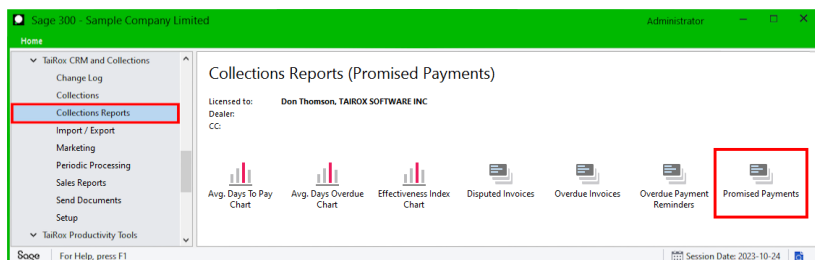 Sage 300 - Sample Company Limited
Administrator
Home
TaiRox CRM and Collections
Change Log
Collections
Collections Reports
Import / Export
Marketing
Periodic Processing
Sales Reports
Send Documents
Setup
TaiRox Productivity Tools
Collections Reports (Promised Payments)
Licensed to: Don Thomson, TAIROX SOFTWARE INC
Dealer:
CC:
Avg. Days To Pay
Chart
Avg. Days Overdue
Chart
Effectiveness Index
Chart
Disputed Invoices
Overdue Invoices
Overdue Payment
Reminders
Promised Payments
Sage
For Help, press F1
Session Date: 2023-10-24